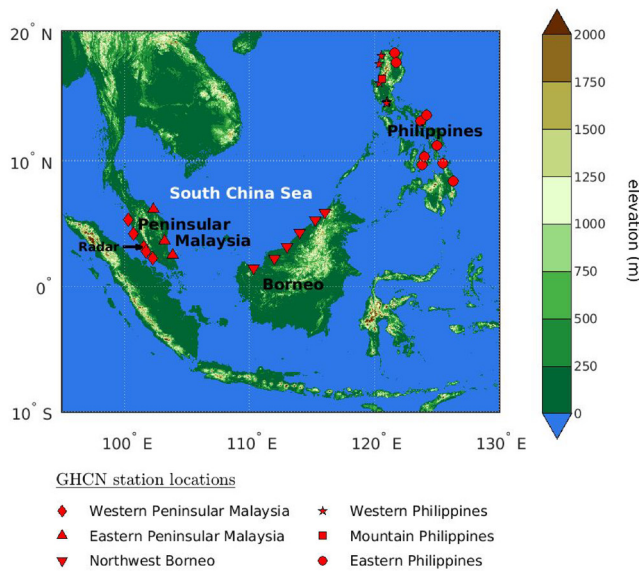 20° N
10° N
0°
10° S
100° E
110° E
120° E
130° E
Philippines
South China Sea
Peninsular
Malaysia
Radar
Borneo
2000
1750
1500
1250
1000
750
500
250
0
elevation (m)
GHCN station locations
Western Peninsular Malaysia
Eastern Peninsular Malaysia
Northwest Borneo
Western Philippines
Mountain Philippines
Eastern Philippines